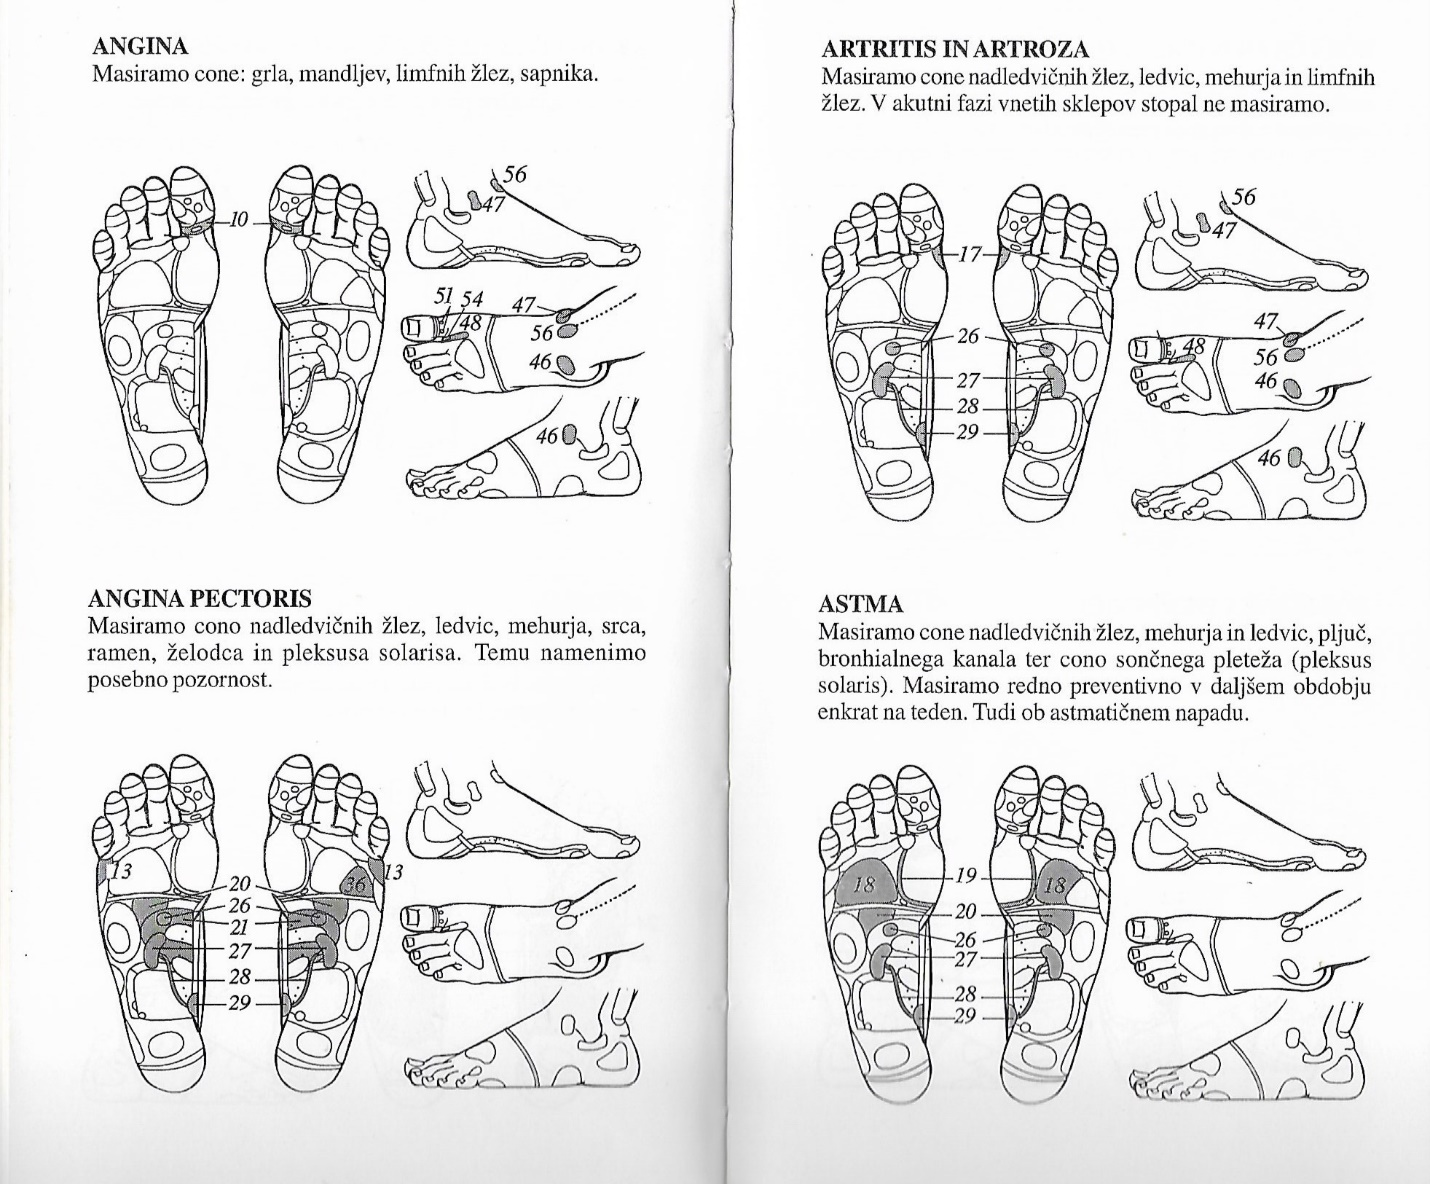 ANGINA
Masiramo cone: grla, mandljev, limfnih žlez, sapnika.
10
56
47
51 54
48
47
56
46
46
ANGINA PECTORIS
Masiramo cono nadledvičnih žlez, ledvic, mehurja, srca,
ramen, želodca in pleksusa solarisa. Temu namenimo
posebno pozornost.
13
13
36
20
26
21
27
28
29
ARTRITIS IN ARTROZA
Masiramo cone nadledvičnih žlez, ledvic, mehurja in limfnih
žlez. V akutni fazi vnetih sklepov stopal ne masiramo.
17
26
27
28
29
56
47
47
48
56
46
46
ASTMA
Masiramo cone nadledvičnih žlez, mehurja in ledvic, pljuč,
bronhialnega kanala ter cono sončnega pleteža (pleksus
solaris). Masiramo redno preventivno v daljšem obdobju
enkrat na teden. Tudi ob astmatičnem napadu.
18
19
18
20
26
27
28
29